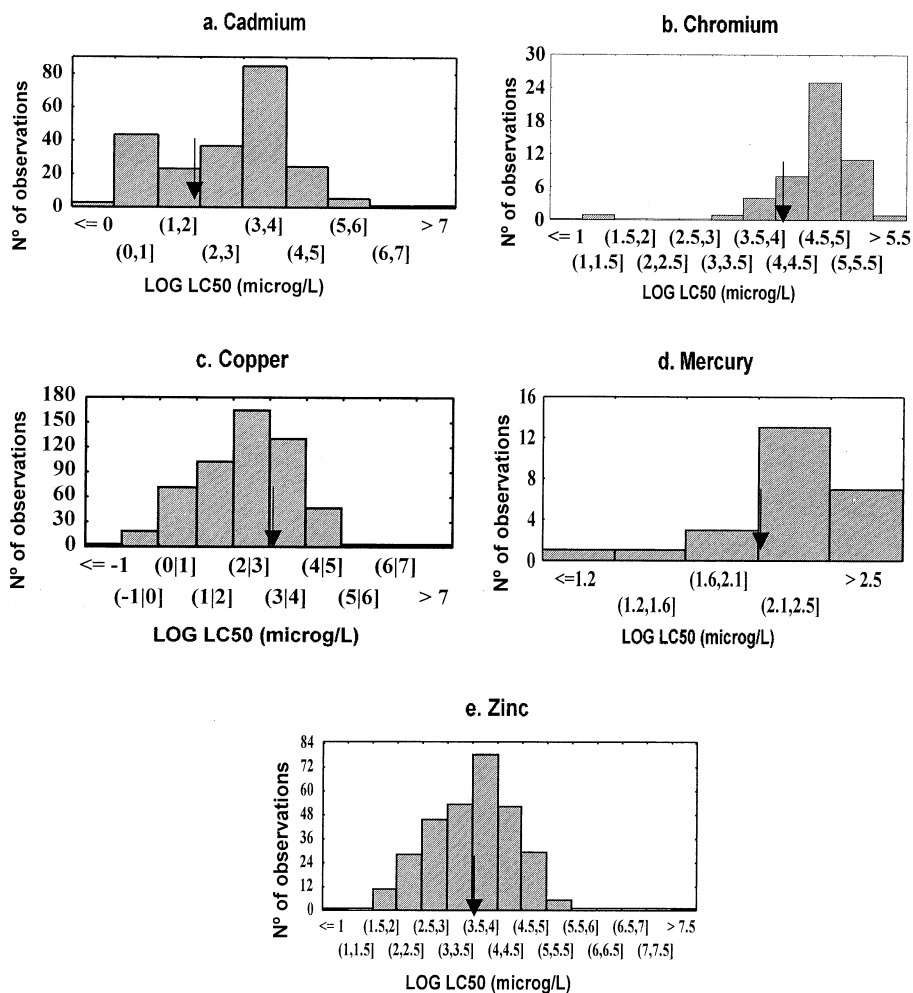 a. Cadmium
Nº of observations
80
60
40
20
0
<= 0 (1,2] (3,4] (5,6] > 7
(0,1] (2,3] (4,5] (6,7]
LOG LC50 (microg/L)
b. Chromium
Nº of observations
30
24
18
12
6
0
<= 1 (1.5,2] (2.5,3] (3.5,4] (4.5,5] > 5.5
(1,1.5] (2,2.5] (3,3.5] (4,4.5] (5,5.5]
LOG LC50 (microg/L)
c. Copper
Nº of observations
180
150
120
90
60
30
0
<= -1 (0|1] (2|3] (4|5] (6|7]
(-1|0] (1|2] (3|4] (5|6] > 7
LOG LC50 (microg/L)
d. Mercury
Nº of observations
16
12
8
4
0
<=1.2 (1.6,2.1] > 2.5
(1.2,1.6] (2.1,2.5]
LOG LC50 (microg/L)
e. Zinc
Nº of observations
84
72
60
48
36
24
12
0
<= 1 (1.5,2] (2.5,3] (3.5,4] (4.5,5] (5.5,6] (6.5,7] > 7.5
(1,1.5] (2,2.5] (3,3.5] (4,4.5] (5,5.5] (6,6.5] (7,7.5]
LOG LC50 (microg/L)